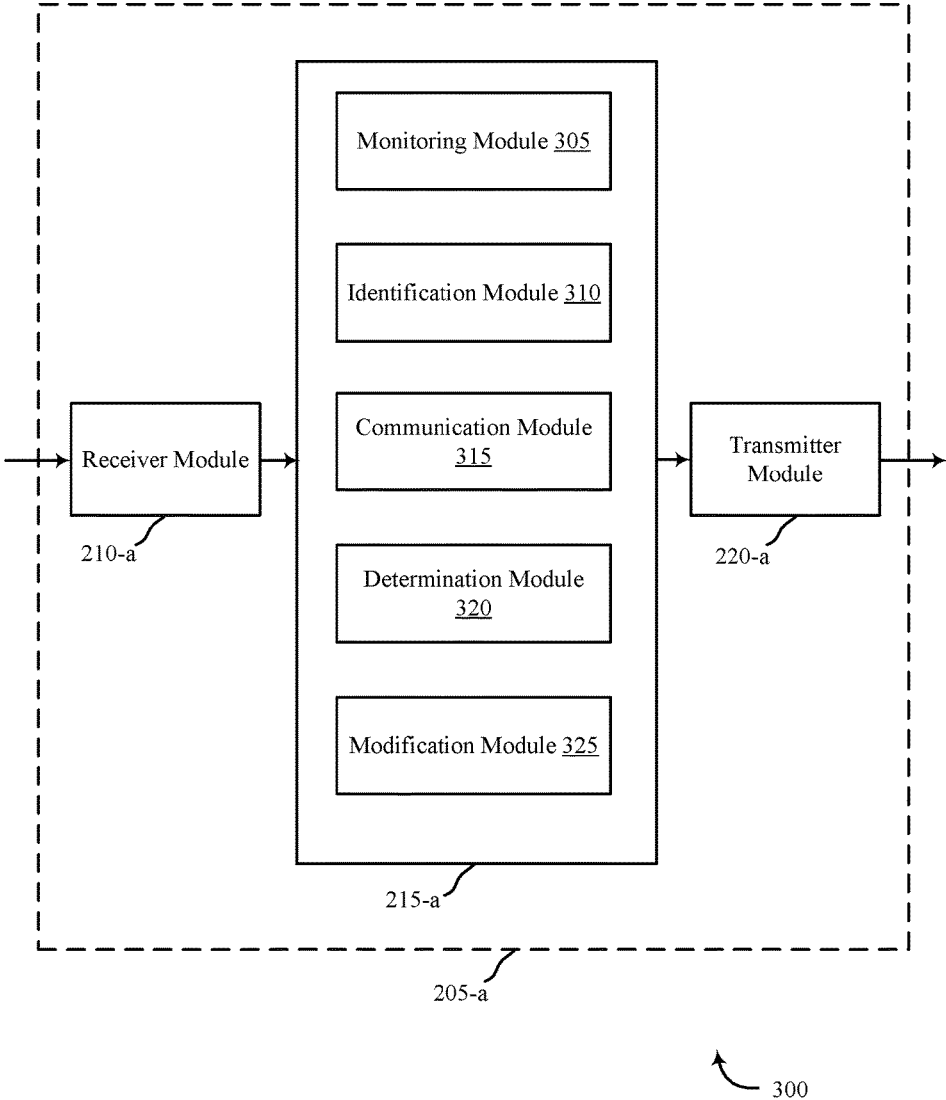 Monitoring Module 305
Identification Module 310
Communication Module
315
Receiver Module
Transmitter
Module
210-a
220-a
Determination Module
320
Modification Module 325
215-a
205-a
300